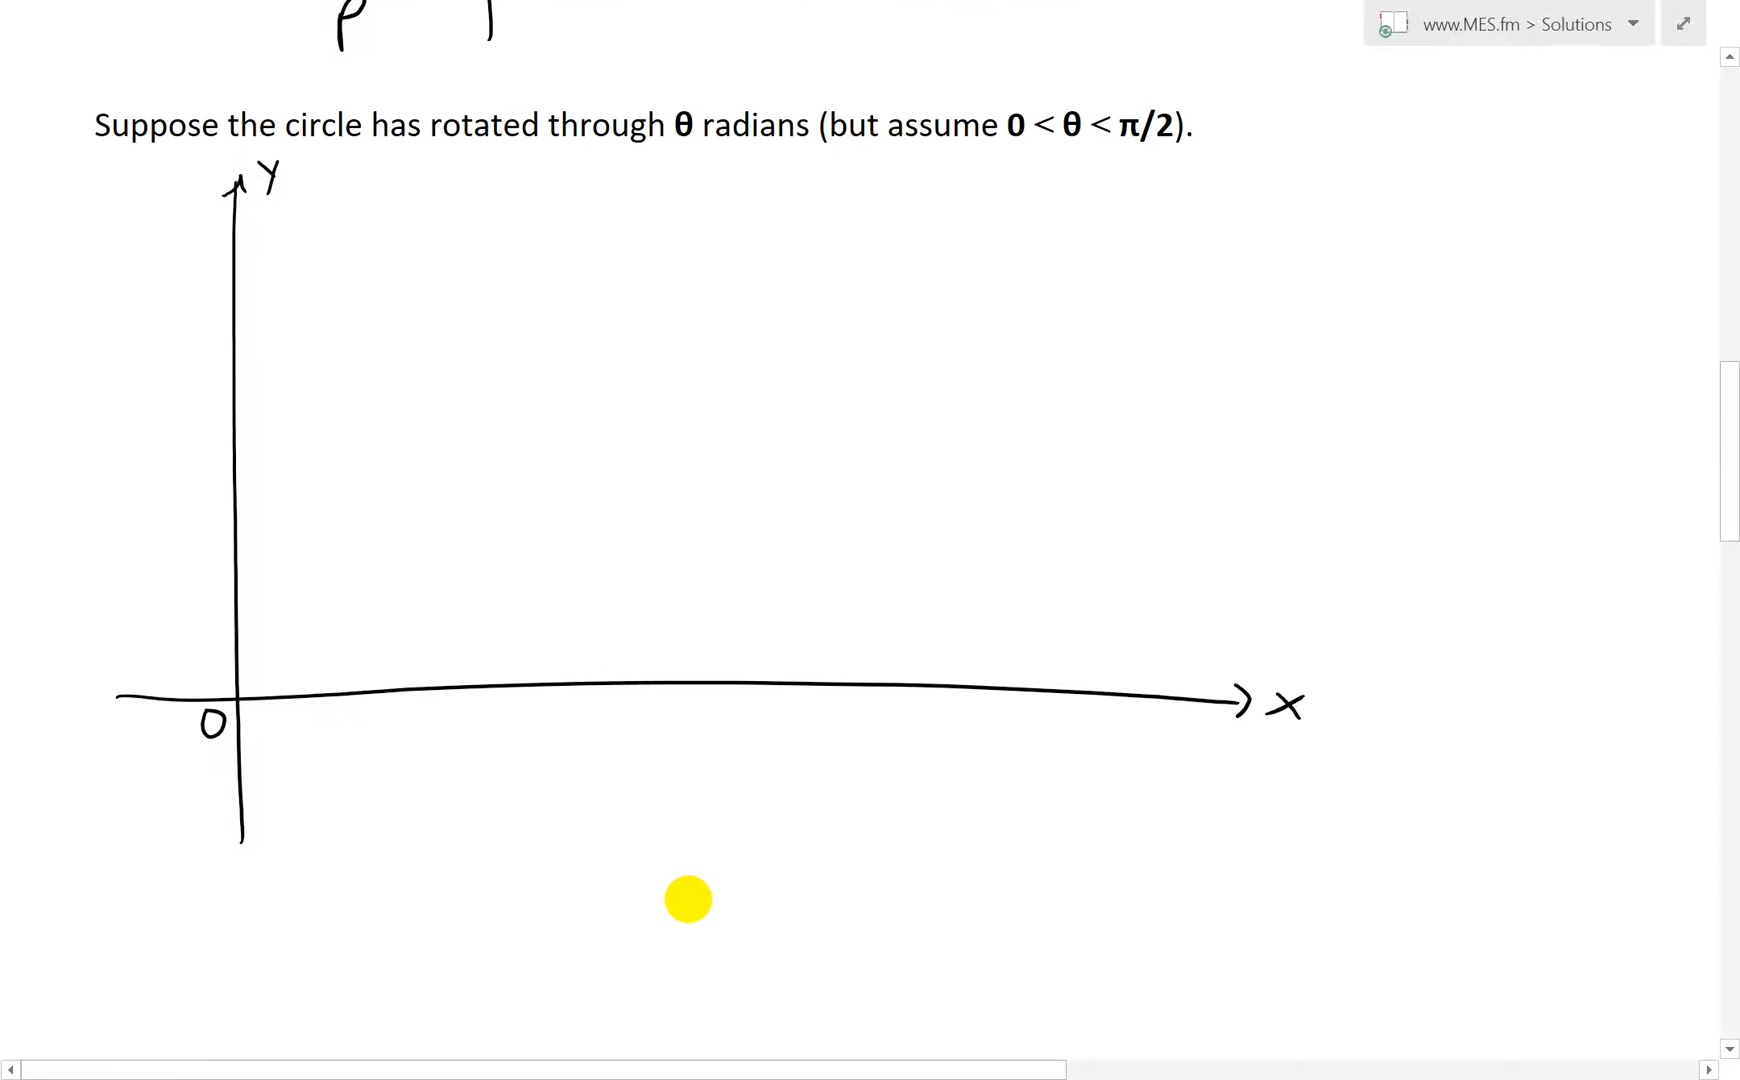 P
www.MES.fm > Solutions
Suppose the circle has rotated through θ radians (but assume 0 < θ < π/2).
Y
0
X